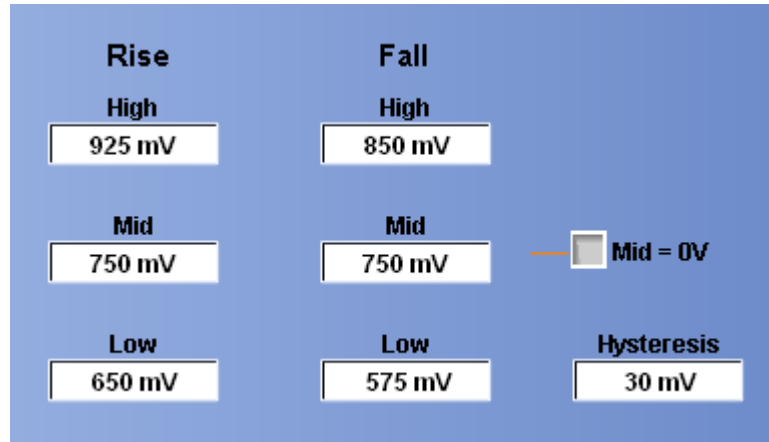 Rise Fall
High High
925 mV 850 mV
Mid Mid
750 mV 750 mV Mid = 0V
Low Low Hysteresis
650 mV 575 mV 30 mV